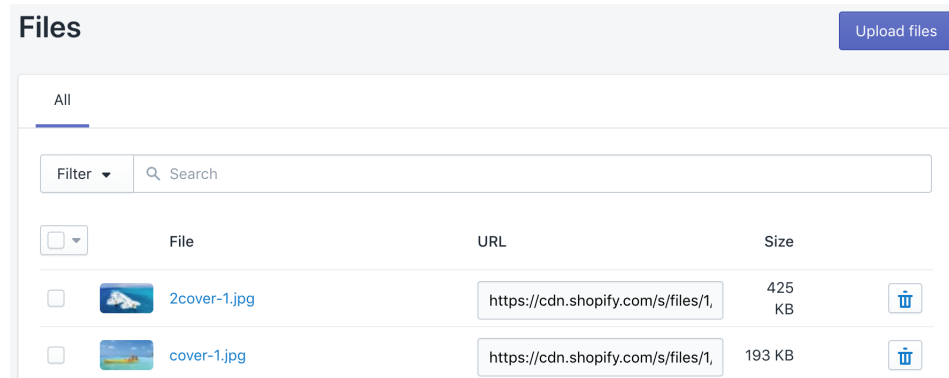 Files
Upload files
All
Filter
Search
File URL Size
2cover-1.jpg https://cdn.shopify.com/s/files/1, 425 KB
cover-1.jpg https://cdn.shopify.com/s/files/1, 193 KB